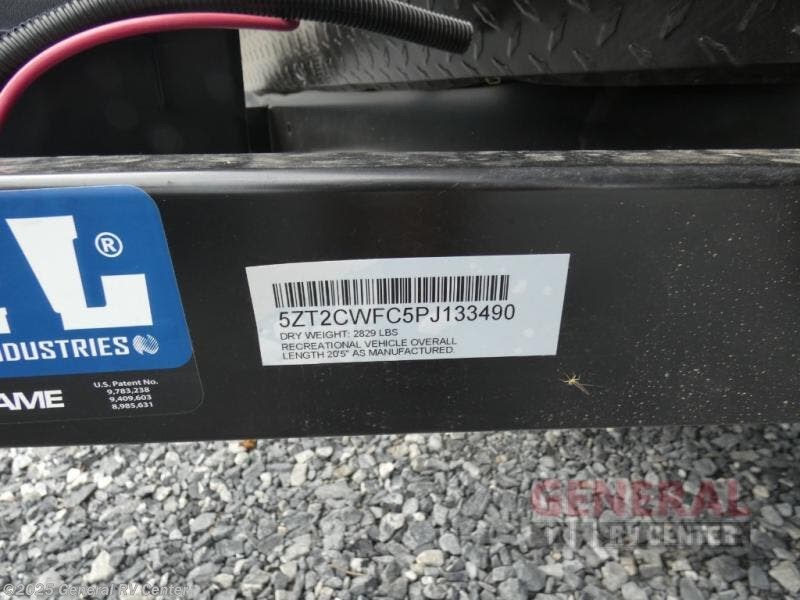 L®
INDUSTRIES
AME
U.S. Patent No.
9,783,238
9,409,603
8,985,631
5ZT2CWFC5PJ133490
DRY WEIGHT: 2829 LBS
RECREATIONAL VEHICLE OVERALL
LENGTH 20'5" AS MANUFACTURED.
GENERAL
RV CENTER
©2025 General RV Center